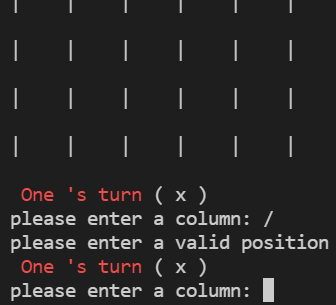 |    |    |    |    |    |
|    |    |    |    |    |
|    |    |    |    |    |
|    |    |    |    |    |
One 's turn ( x )
please enter a column: /
please enter a valid position
One 's turn ( x )
please enter a column: